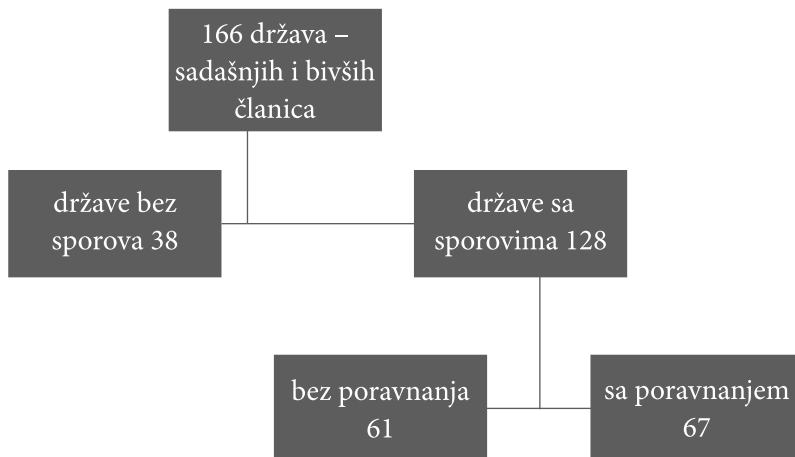 166 država –
sadašnjih i bivših
članica
države bez
sporova 38
države sa
sporovima 128
bez poravnanja
61
sa poravnanjem
67